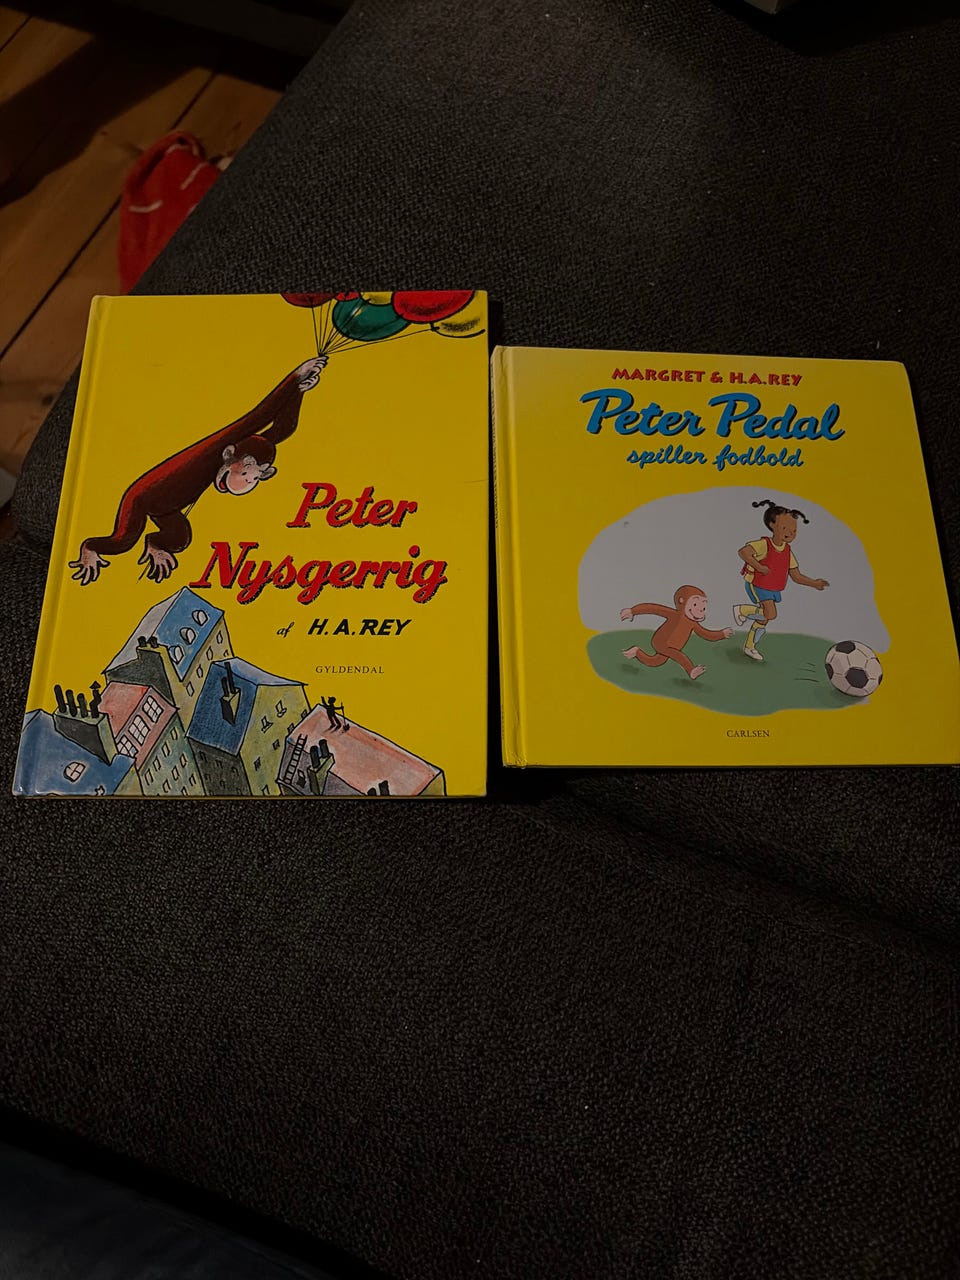 Peter
Nysgerrig
af H. A. REY
GYLDENDAL
MARGRET & H.A.REY
Peter Pedal
spiller fodbold
CARLSEN